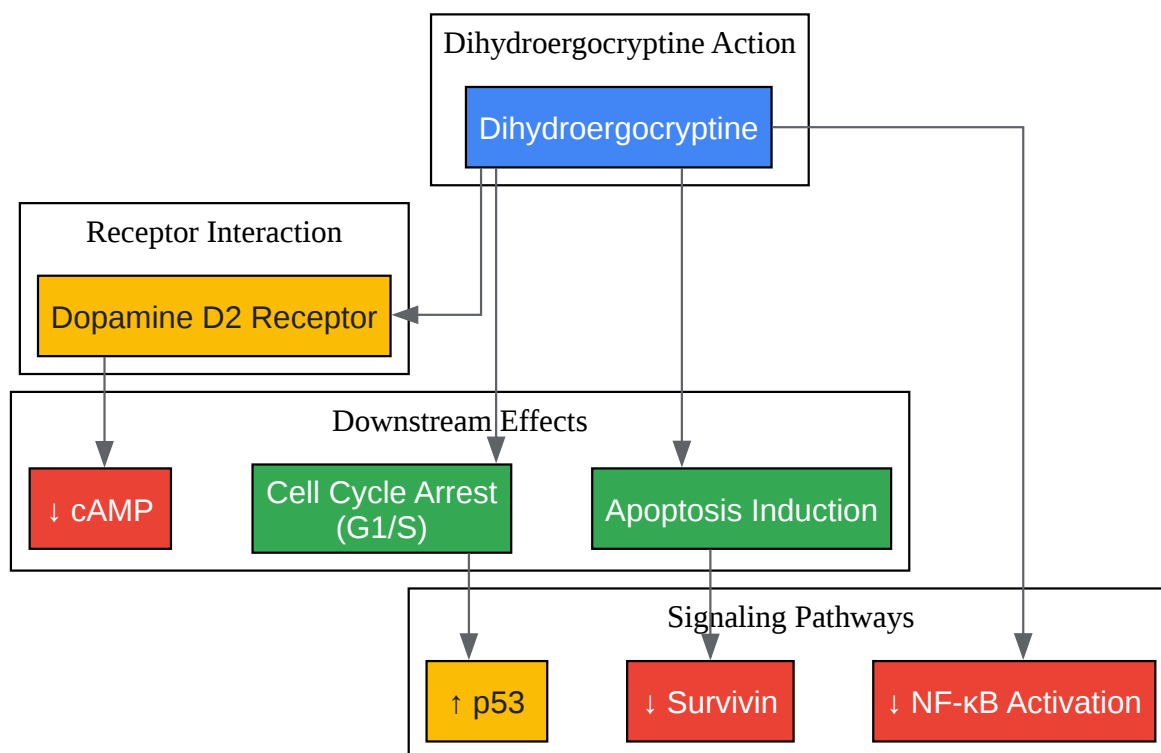 Dihydroergocryptine Action
Dihydroergocryptine
Receptor Interaction
Dopamine D2 Receptor
Downstream Effects
↓ cAMP
Cell Cycle Arrest
(G1/S)
Apoptosis Induction
Signaling Pathways
↑ p53
↓ Survivin
↓ NF-κB Activation